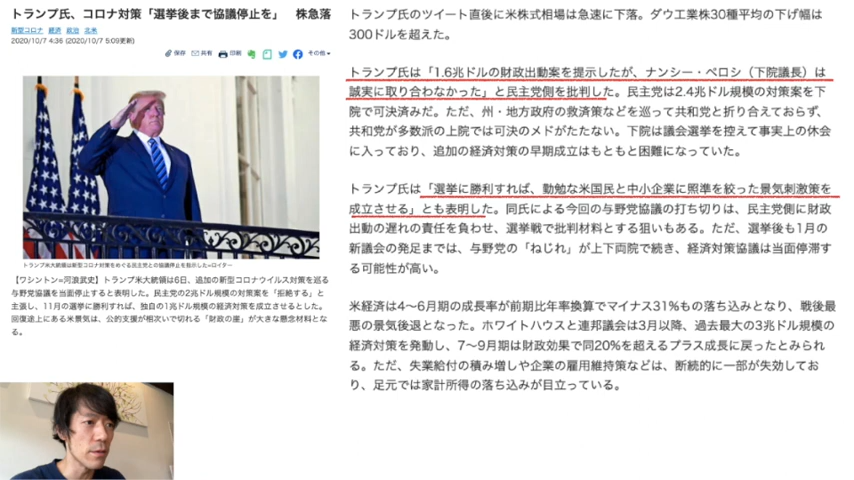 トランプ氏、コロナ対策「選挙後まで協議停止を」　株急落
新型コロナ 経済 政治 北米
2020/10/7 4:36 (2020/10/7 5:09更新)
保存 共有 印刷 その他
トランプ米大統領は新型コロナ対策をめぐる民主党との協議停止を指示した=ロイター
【ワシントン=河浪武史】トランプ米大統領は6日、追加の新型コロナウイルス対策を巡る
与野党協議を当面停止すると表明した。民主党の2兆ドル規模の対策案を「拒絶する」と
主張し、11月の選挙に勝利すれば、独自の1兆ドル規模の経済対策を成立させるとした。
回復途上にある米景気は、公的支援が相次いで切れる「財政の崖」が大きな懸念材料とな
る。
トランプ氏のツイート直後に米株式相場は急速に下落。ダウ工業株30種平均の下げ幅は
300ドルを超えた。
トランプ氏は「1.6兆ドルの財政出動案を提示したが、ナンシー・ペロシ（下院議長）は
誠実に取り合わなかった」と民主党側を批判した。民主党は2.4兆ドル規模の対策案を下
院で可決済みだ。ただ、州・地方政府の救済策などを巡って共和党と折り合えておらず、
共和党が多数派の上院では可決のメドがたたない。下院は議会選挙を控えて事実上の休会
に入っており、追加の経済対策の早期成立はもともと困難になっていた。
トランプ氏は「選挙に勝利すれば、勤勉な米国民と中小企業に照準を絞った景気刺激策を
成立させる」とも表明した。同氏による今回の与野党協議の打ち切りは、民主党側に財政
出動の遅れの責任を負わせ、選挙戦で批判材料とする狙いもある。ただ、選挙後も1月の
新議会の発足までは、与野党の「ねじれ」が上下両院で続き、経済対策協議は当面停滞す
る可能性が高い。
米経済は4〜6月期の成長率が前期比年率換算でマイナス31%もの落ち込みとなり、戦後最
悪の景気後退となった。ホワイトハウスと連邦議会は3月以降、過去最大の3兆ドル規模の
経済対策を発動し、7〜9月期は財政効果で同20%を超えるプラス成長に戻ったとみられ
る。ただ、失業給付の積み増しや企業の雇用維持策などは、断続的に一部が失効してお
り、足元では家計所得の落ち込みが目立っている。